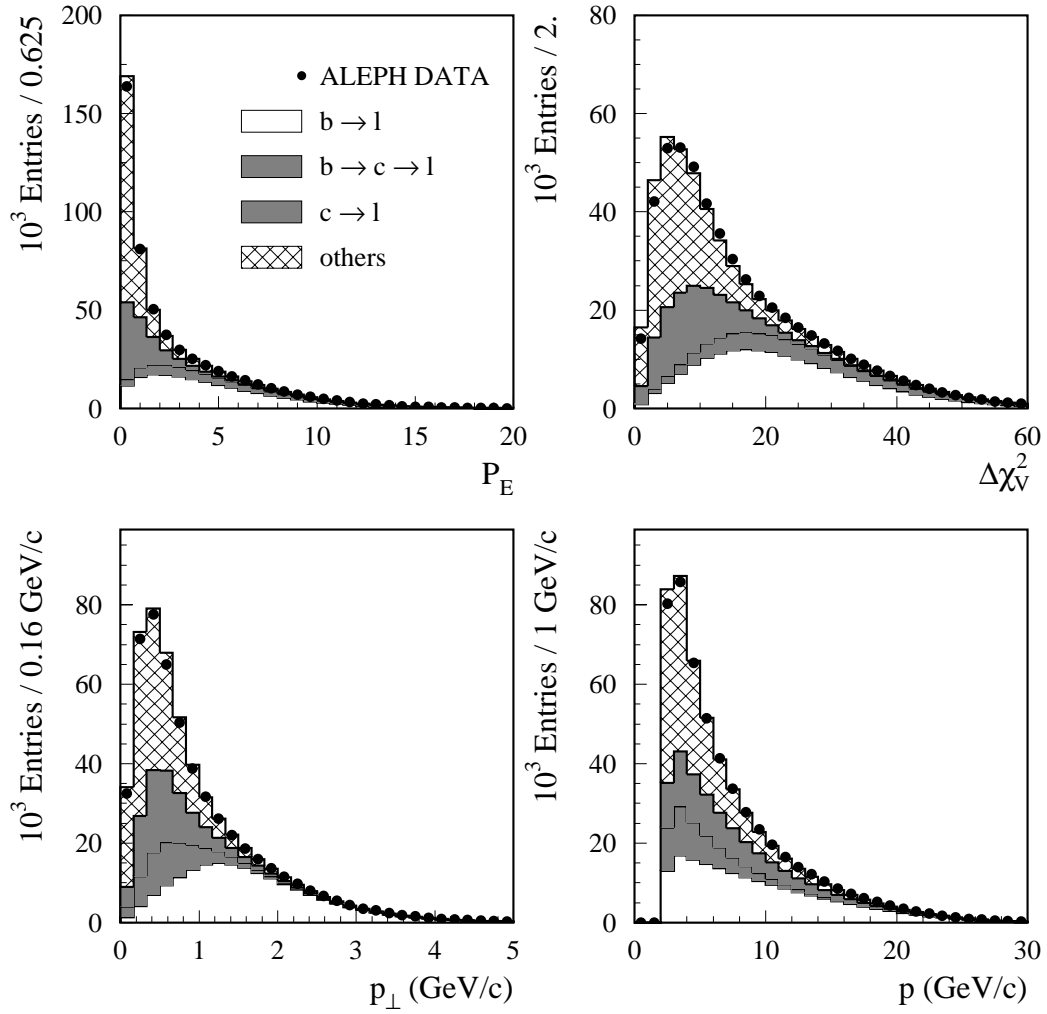 10³ Entries / 0.625
200
150
100
50
0
0 5 10 15 20
P_E
ALEPH DATA
b → l
b → c → l
c → l
others
10³ Entries / 2.
80
60
40
20
0
0 20 40 60
Δχ²_V
10³ Entries / 0.16 GeV/c
80
60
40
20
0
0 1 2 3 4 5
p_⊥ (GeV/c)
10³ Entries / 1 GeV/c
80
60
40
20
0
0 10 20 30
p (GeV/c)